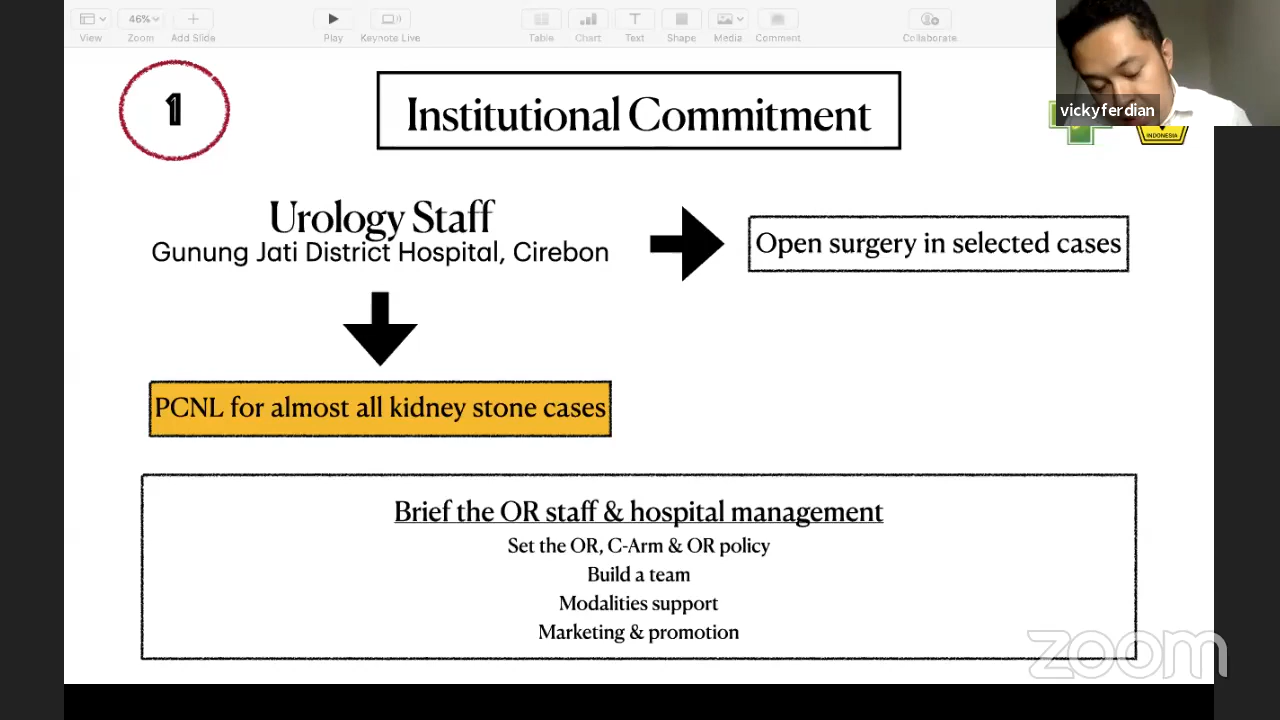 46%
View
Zoom
Add Slide
Play
Keynote Live
Table
Chart
Text
Shape
Media
Comment
Collaborate
vickyferdian
INDONESIA
1
Institutional Commitment
Urology Staff
Gunung Jati District Hospital, Cirebon
Open surgery in selected cases
PCNL for almost all kidney stone cases
Brief the OR staff & hospital management
Set the OR, C-Arm & OR policy
Build a team
Modalities support
Marketing & promotion
zoom